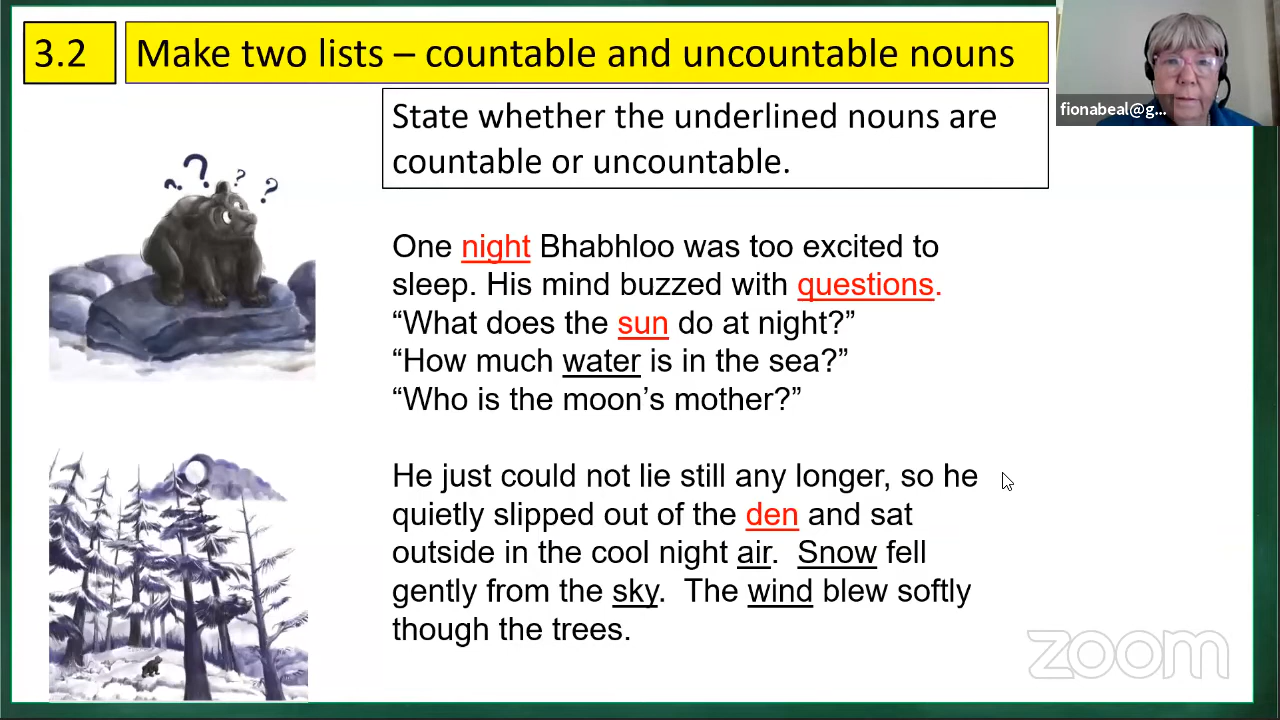 3.2
Make two lists – countable and uncountable nouns
fionabeal@g...
State whether the underlined nouns are
countable or uncountable.
? ? ? ?
One night Bhabhloo was too excited to
sleep. His mind buzzed with questions.
“What does the sun do at night?”
“How much water is in the sea?”
“Who is the moon’s mother?”
He just could not lie still any longer, so he
quietly slipped out of the den and sat
outside in the cool night air. Snow fell
gently from the sky. The wind blew softly
though the trees.
zoom